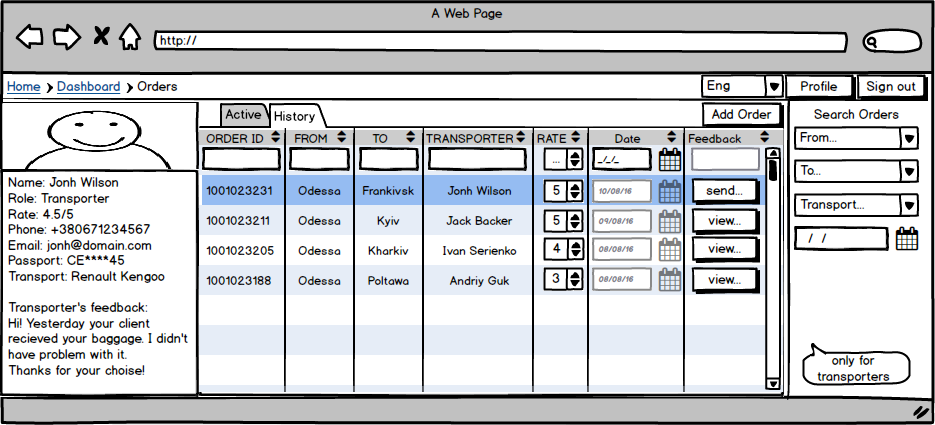 A Web Page
http://
Home Dashboard Orders
Eng
Profile
Sign out
Active
History
Add Order
Search Orders
ORDER ID FROM TO TRANSPORTER RATE Date Feedback
... _/_/_
1001023231 Odessa Frankivsk Jonh Wilson 5 10/08/16 send...
1001023211 Odessa Kyiv Jack Backer 5 09/08/16 view...
1001023205 Odessa Kharkiv Ivan Serienko 4 08/08/16 view...
1001023188 Odessa Poltawa Andriy Guk 3 08/08/16 view...
Name: Jonh Wilson
Role: Transporter
Rate: 4.5/5
Phone: +380671234567
Email: jonh@domain.com
Passport: CE****45
Transport: Renault Kengoo
Transporter's feedback:
Hi! Yesterday your client
recieved your baggage. I didn't
have problem with it.
Thanks for your choise!
From...
To...
Transport...
/ /
only for
transporters